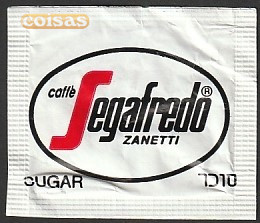 coisas
caffè
Segafredo®
ZANETTI
SUGAR סוכר